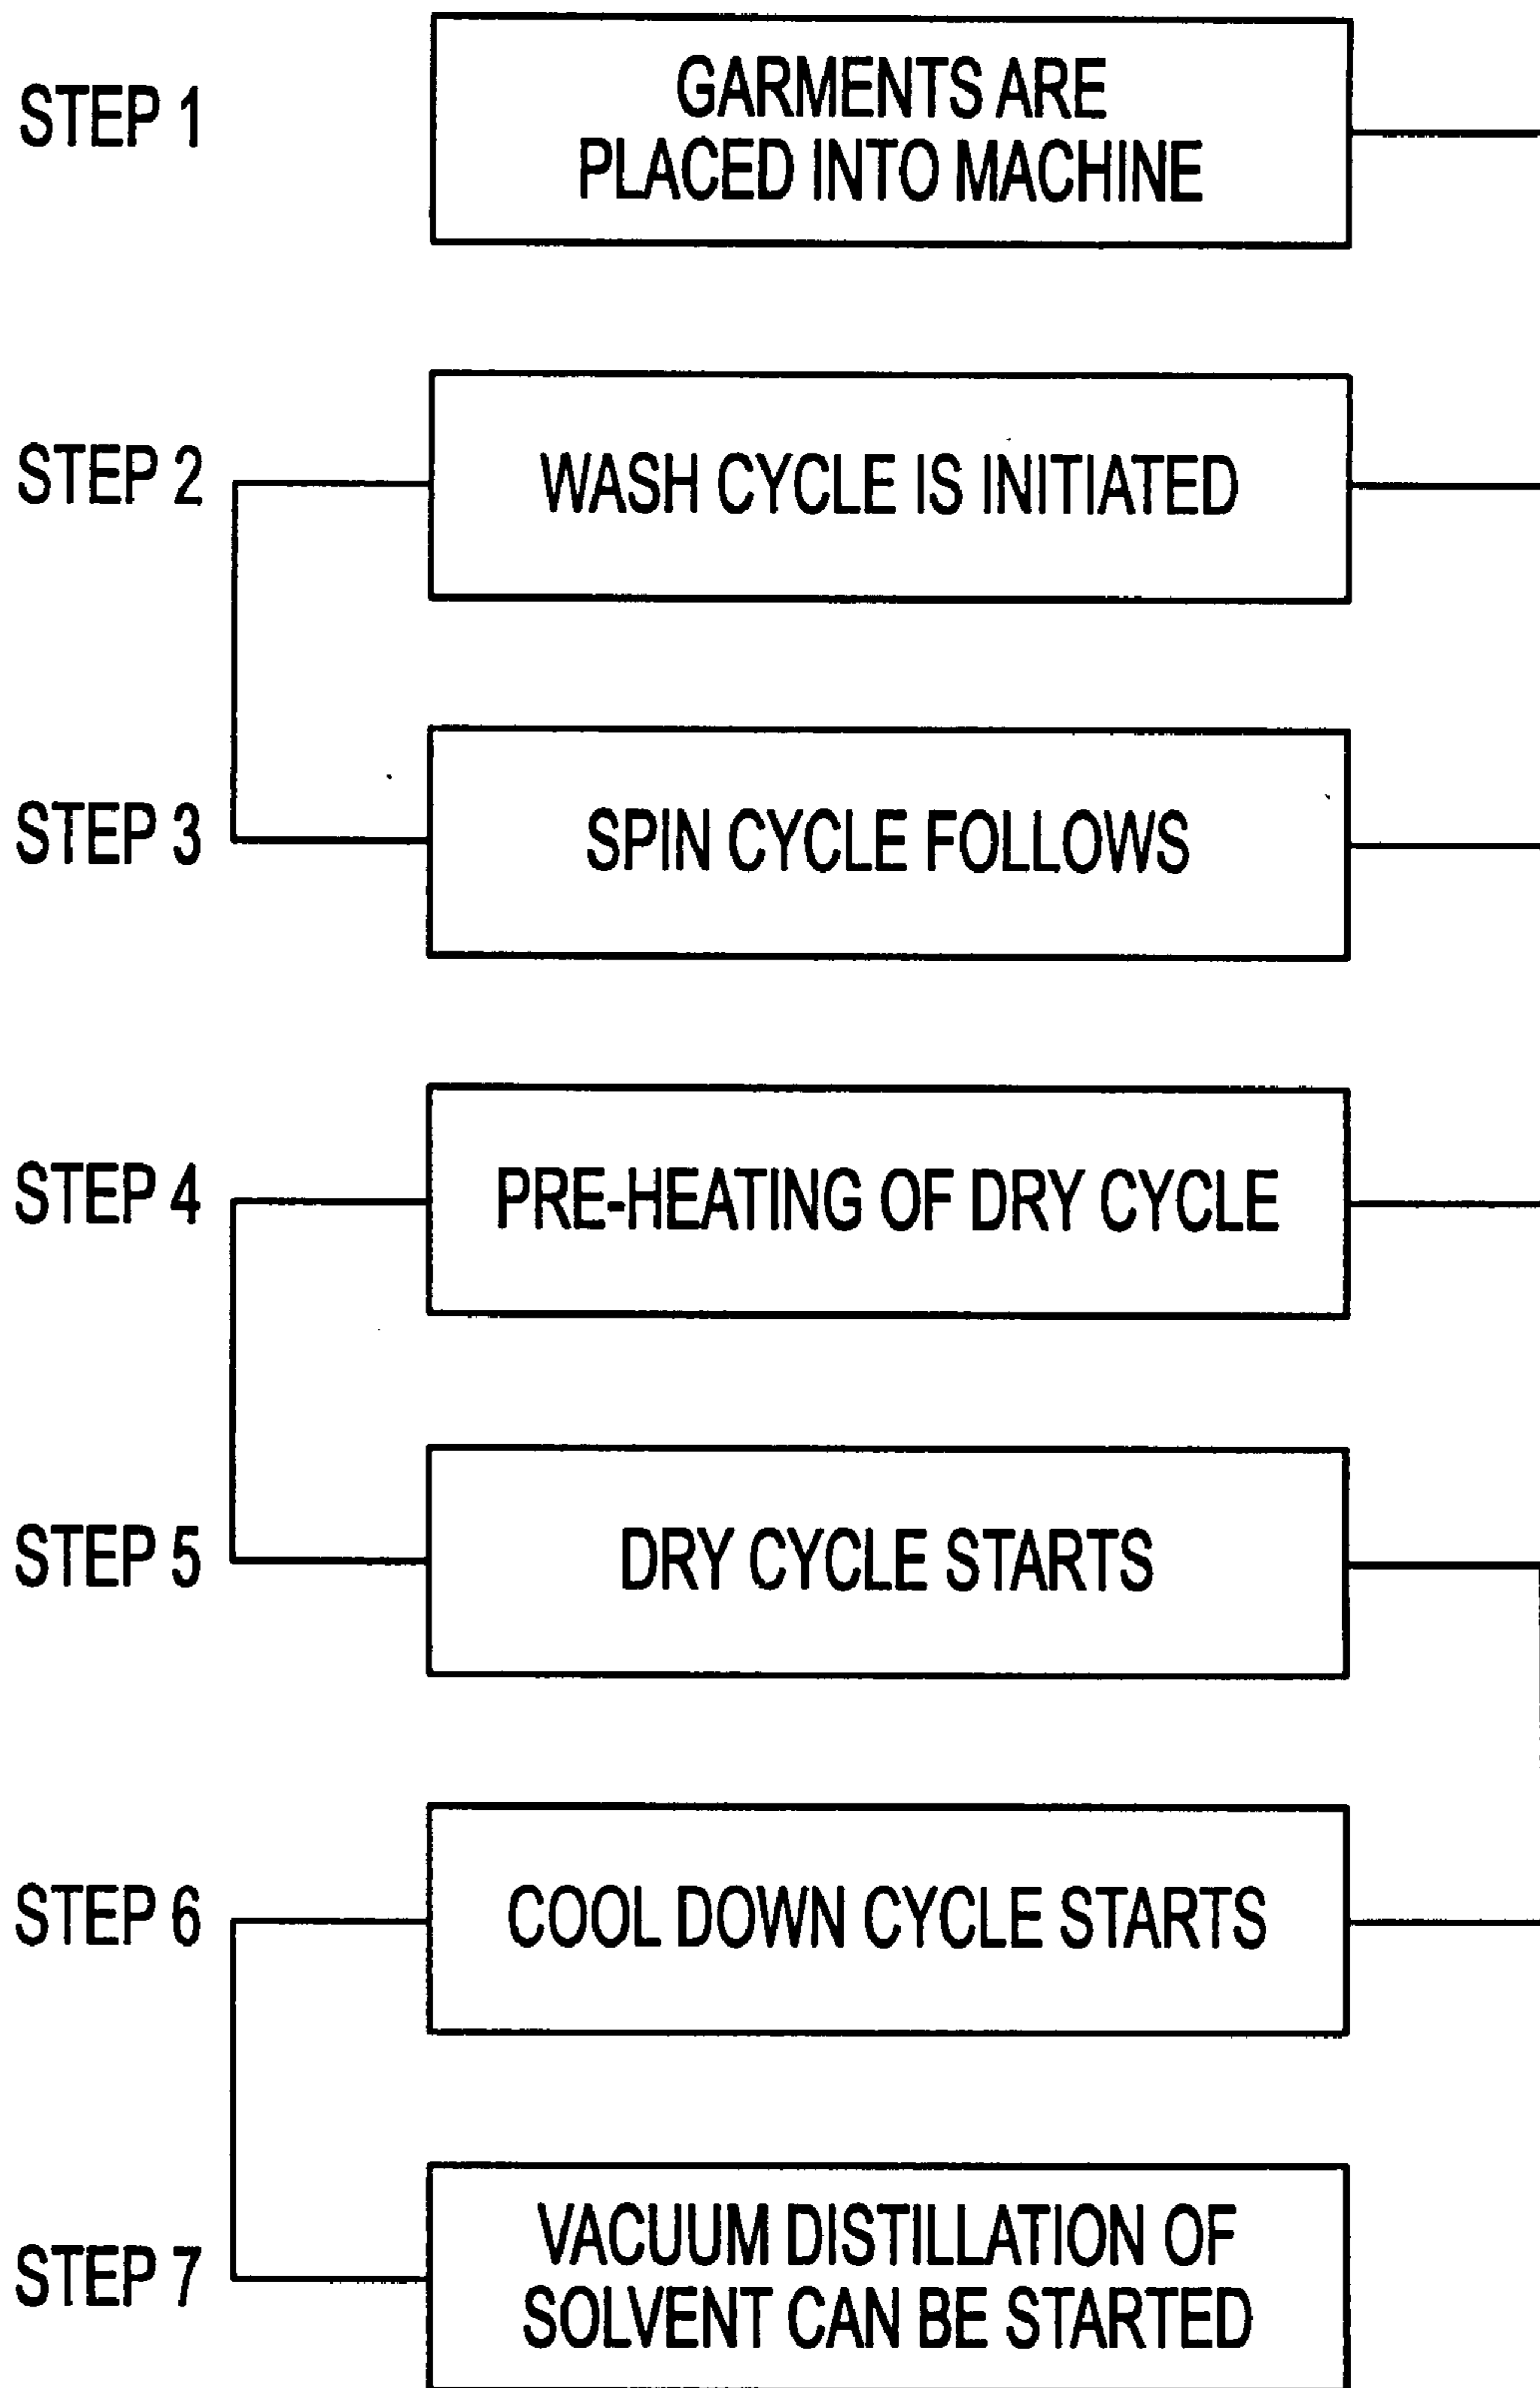 STEP 1
GARMENTS ARE
PLACED INTO MACHINE
STEP 2
WASH CYCLE IS INITIATED
STEP 3
SPIN CYCLE FOLLOWS
STEP 4
PRE-HEATING OF DRY CYCLE
STEP 5
DRY CYCLE STARTS
STEP 6
COOL DOWN CYCLE STARTS
STEP 7
VACUUM DISTILLATION OF
SOLVENT CAN BE STARTED